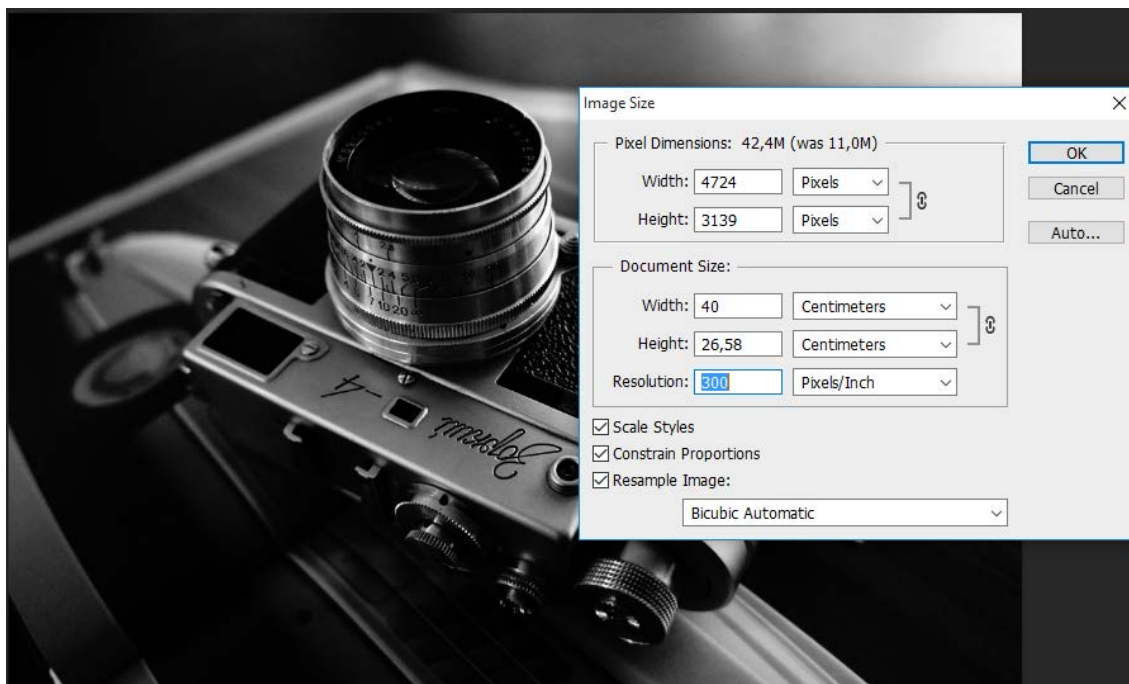 Image Size
Pixel Dimensions: 42,4M (was 11,0M)
Width: 4724 Pixels
Height: 3139 Pixels
Document Size:
Width: 40 Centimeters
Height: 26,58 Centimeters
Resolution: 300 Pixels/Inch
Scale Styles
Constrain Proportions
Resample Image:
Bicubic Automatic
OK
Cancel
Auto...
Зоркий
-4